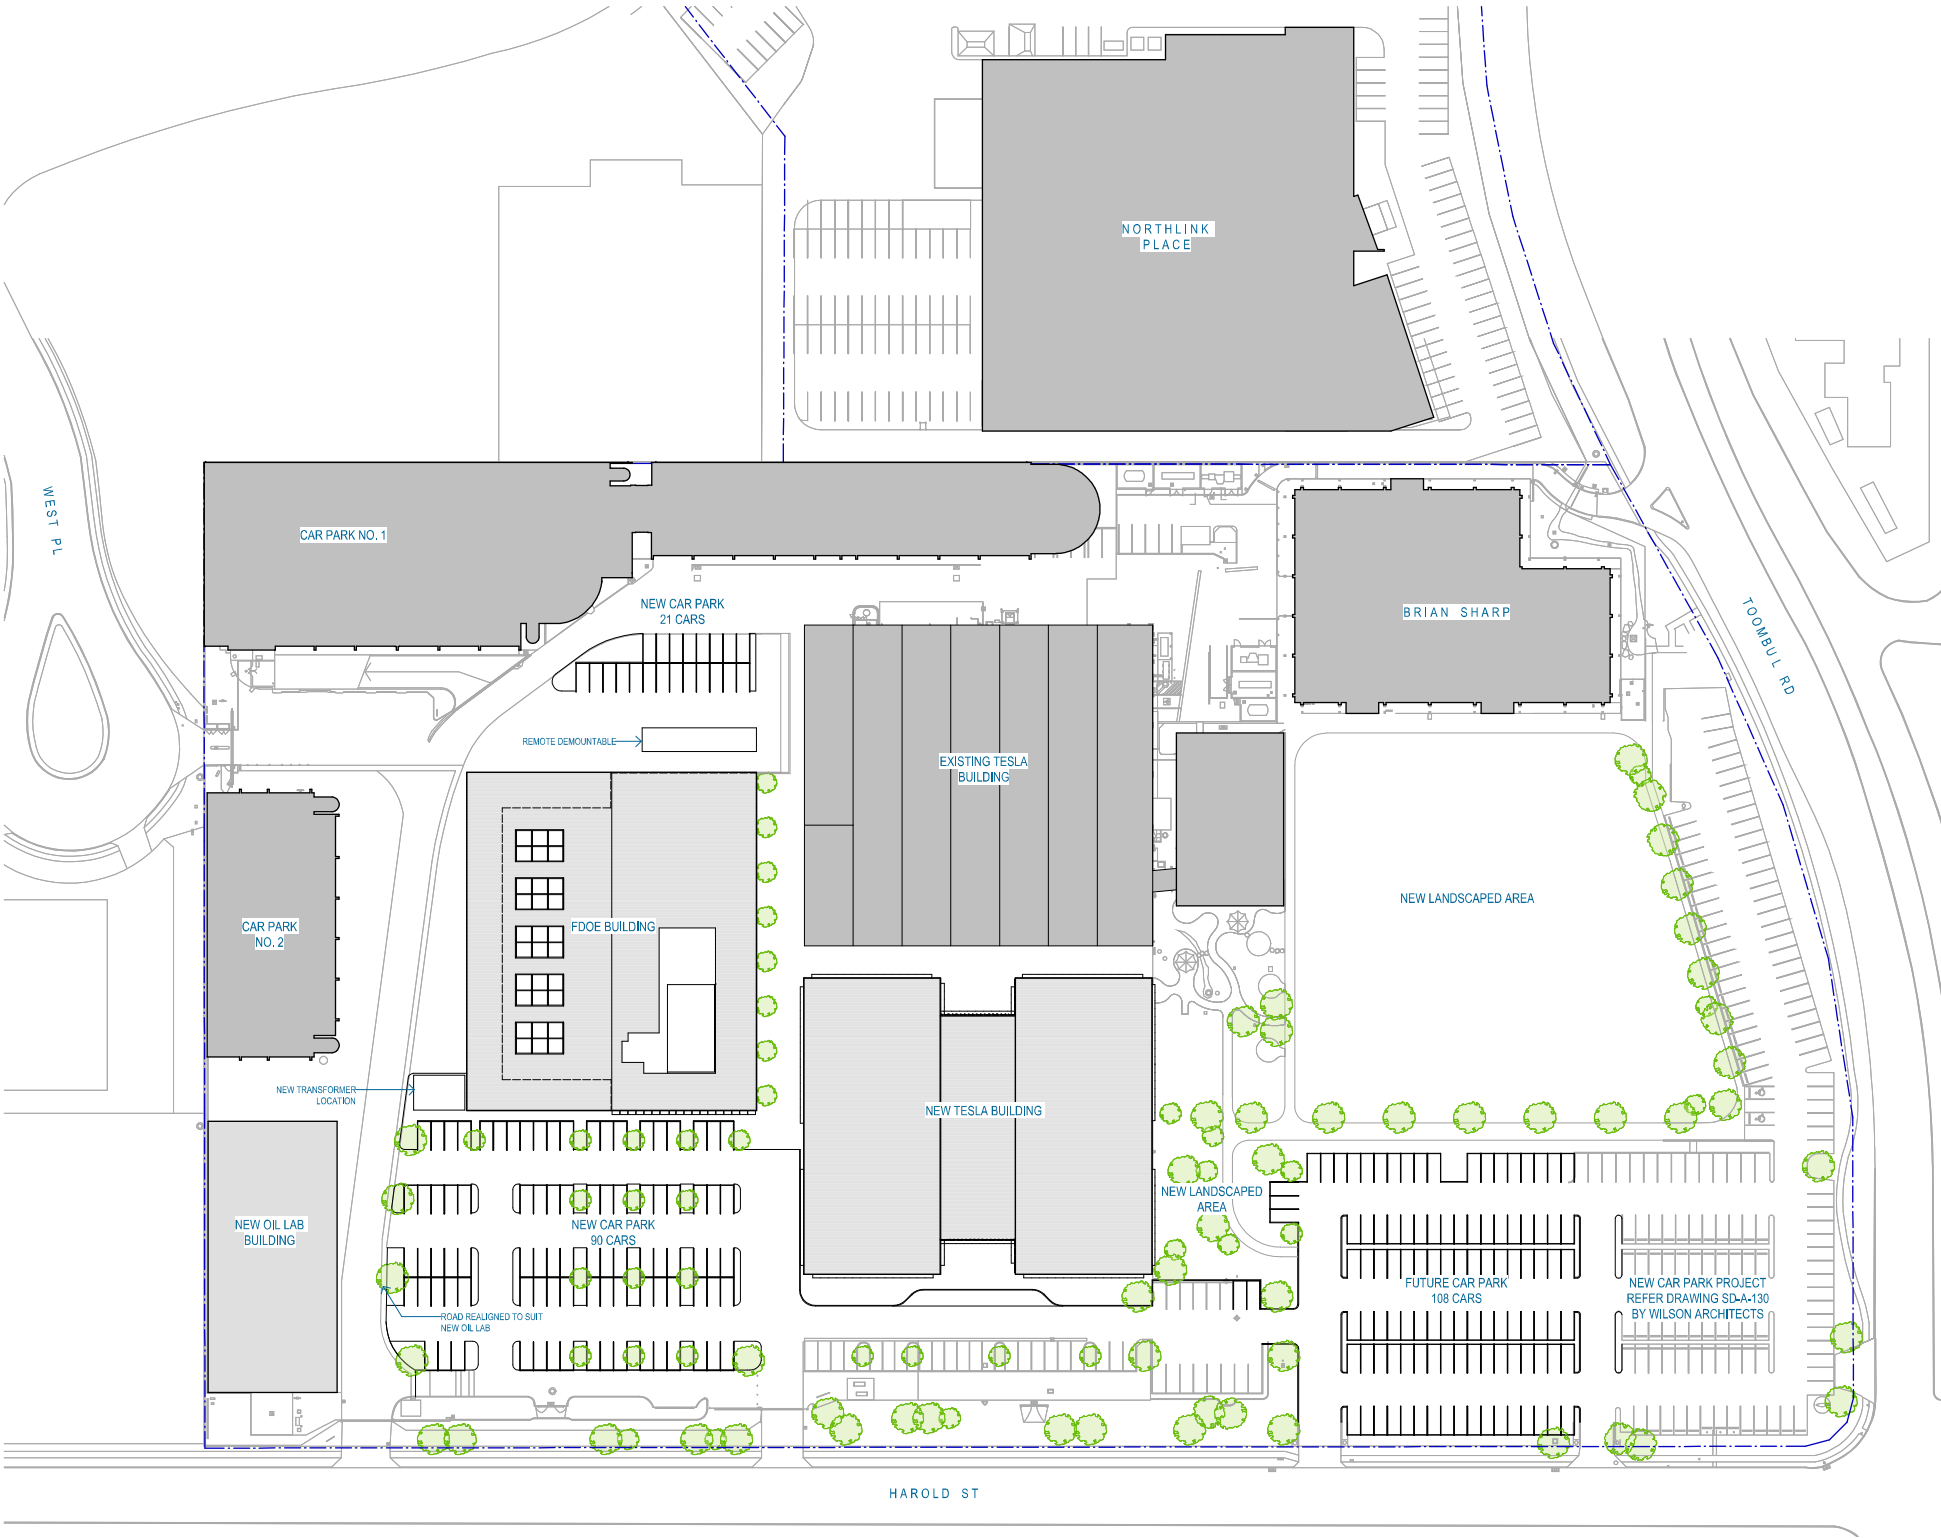 NORTHLINK
PLACE
WEST PL
CAR PARK NO. 1
NEW CAR PARK
21 CARS
BRIAN SHARP
TOOMBUL RD
REMOTE DEMOUNTABLE
EXISTING TESLA
BUILDING
NEW LANDSCAPED AREA
CAR PARK
NO. 2
FDOE BUILDING
NEW TRANSFORMER
LOCATION
NEW TESLA BUILDING
NEW LANDSCAPED
AREA
NEW OIL LAB
BUILDING
NEW CAR PARK
90 CARS
FUTURE CAR PARK
108 CARS
NEW CAR PARK PROJECT
REFER DRAWING SD-A-130
BY WILSON ARCHITECTS
ROAD REALIGNED TO SUIT
NEW OIL LAB
HAROLD ST